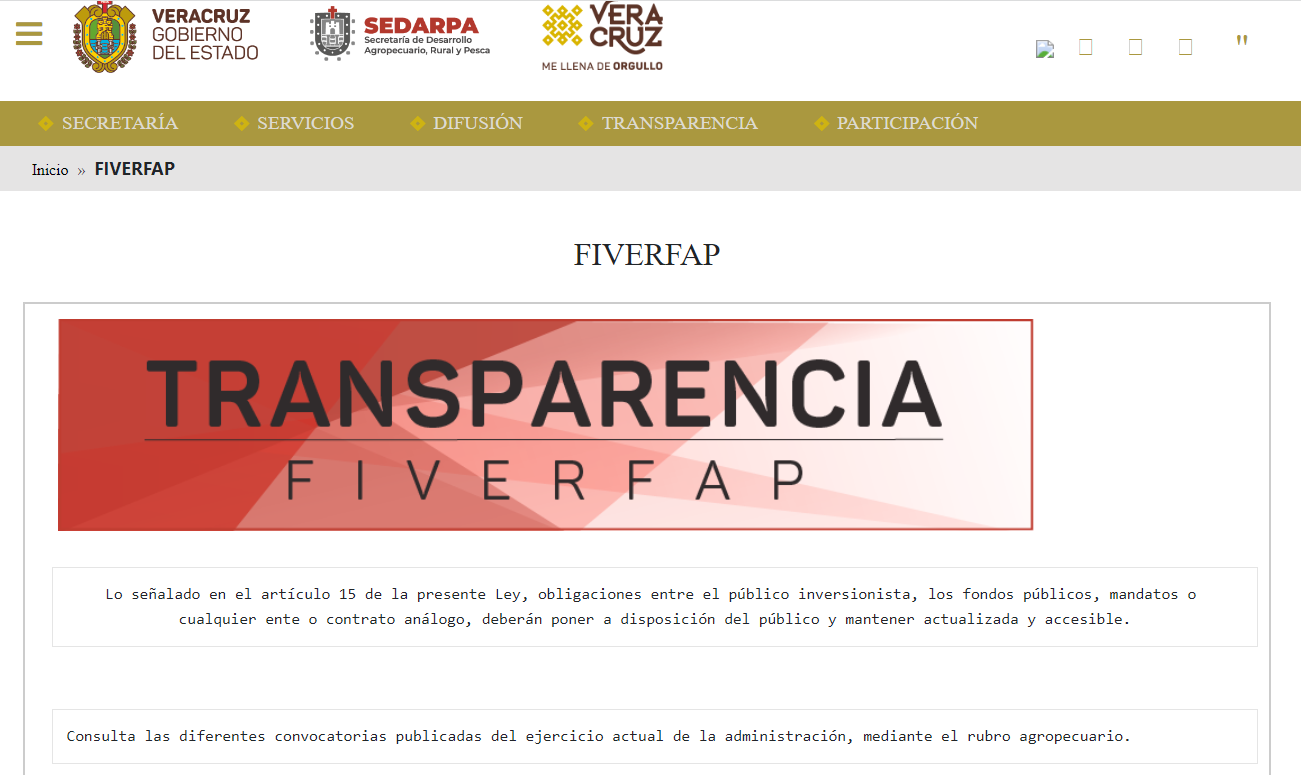 VERACRUZ
GOBIERNO
DEL ESTADO
SEDARPA
Secretaría de Desarrollo
Agropecuario, Rural y Pesca
VERA
CRUZ
ME LLENA DE ORGULLO
"
SECRETARÍA
SERVICIOS
DIFUSIÓN
TRANSPARENCIA
PARTICIPACIÓN
Inicio » FIVERFAP
FIVERFAP
TRANSPARENCIA
FIVERFAP
Lo señalado en el artículo 15 de la presente Ley, obligaciones entre el público inversionista, los fondos públicos, mandatos o
cualquier ente o contrato análogo, deberán poner a disposición del público y mantener actualizada y accesible.
Consulta las diferentes convocatorias publicadas del ejercicio actual de la administración, mediante el rubro agropecuario.